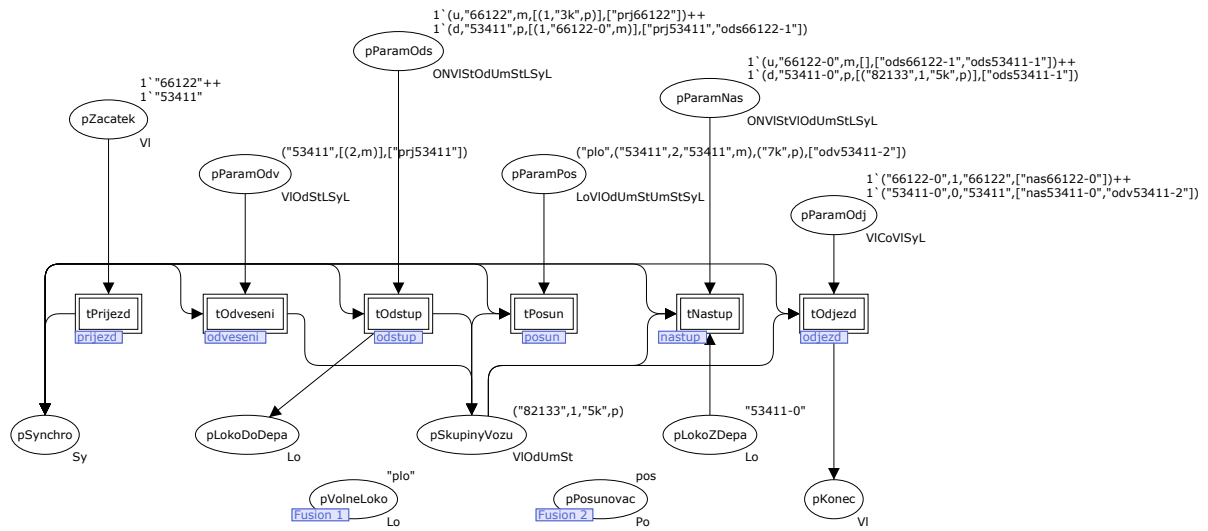 1`(u,"66122",m,[(1,"3k",p)],["prj66122"])++
1`(d,"53411",p,[(1,"66122-0",m)],["prj53411","ods66122-1"])
pParamOds
ONVlStOdUmStLSyL
1`(u,"66122-0",m,[],["ods66122-1","ods53411-1"])++
1`(d,"53411-0",p,[("82133",1,"5k",p)],["ods53411-1"])
pParamNas
ONVlStVlOdUmStLSyL
1`"66122"++
1`"53411"
pZacatek
Vl
("53411",[(2,m)],["prj53411"])
pParamOdv
VlOdStLSyL
("plo",("53411",2,"53411",m),("7k",p),["odv53411-2"])
pParamPos
LoVlOdUmStUmStSyL
1`("66122-0",1,"66122",["nas66122-0"])++
1`("53411-0",0,"53411",["nas53411-0","odv53411-2"])
pParamOdj
VlCoVlSyL
tPrijezd
prijezd
tOdveseni
odveseni
tOdstup
odstup
tPosun
posun
tNastup
nastup
tOdjezd
odjezd
pSynchro
Sy
pLokoDoDepa
Lo
("82133",1,"5k",p)
pSkupinyVozu
VlOdUmSt
"53411-0"
pLokoZDepa
Lo
"plo"
pVolneLoko
Fusion 1
Lo
pos
pPosunovac
Fusion 2
Po
pKonec
Vl